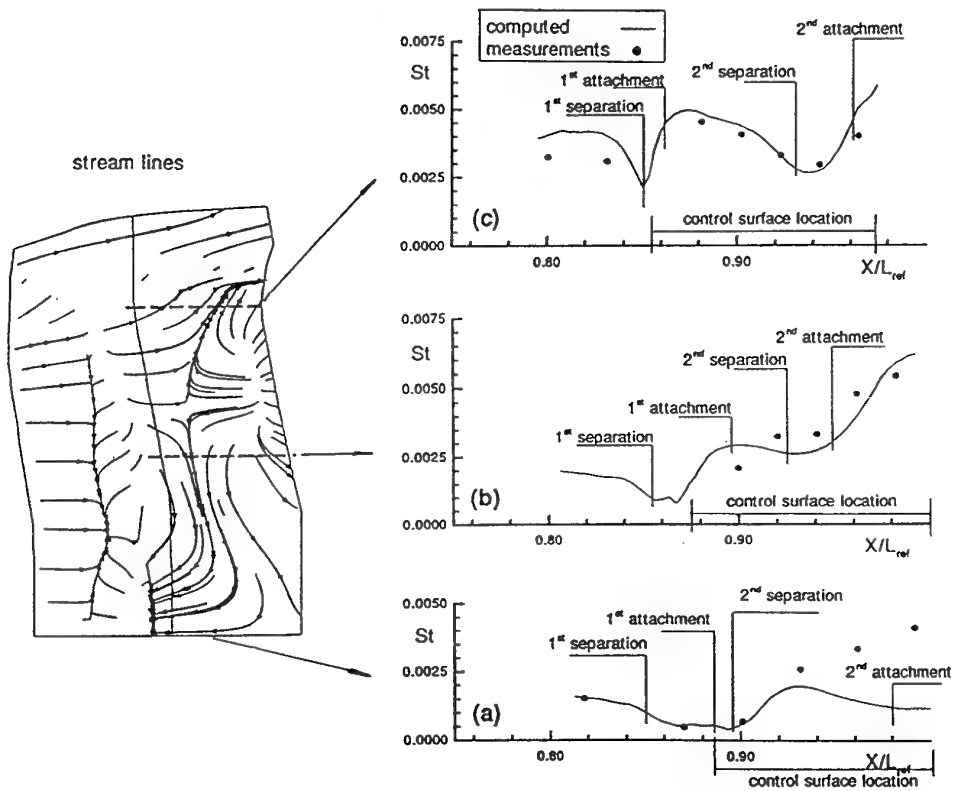 stream lines
computed
measurements
0.0075
St
0.0050
0.0025
0.0000
1st separation
1st attachment
2nd separation
2nd attachment
(c)
control surface location
0.80
0.90
X/Lref
0.0075
St
0.0050
0.0025
0.0000
1st separation
1st attachment
2nd separation
2nd attachment
(b)
control surface location
0.80
0.90
X/Lref
0.0050
St
0.0025
0.0000
1st separation
1st attachment
2nd separation
2nd attachment
(a)
0.80
0.90
X/Lref
control surface location